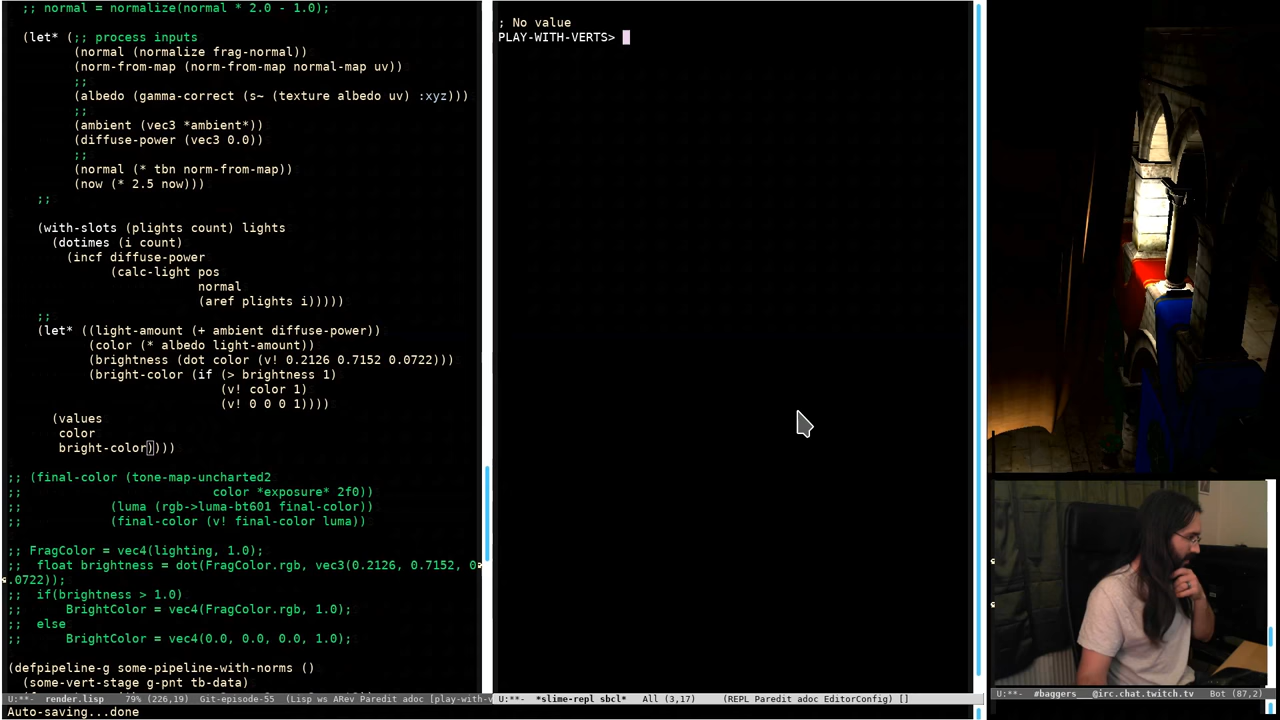 ;; normal = normalize(normal * 2.0 - 1.0);
(let* (;; process inputs
(normal (normalize frag-normal))
(norm-from-map (norm-from-map normal-map uv))
;;
(albedo (gamma-correct (s~ (texture albedo uv) :xyz)))
;;
(ambient (vec3 *ambient*))
(diffuse-power (vec3 0.0))
;;
(normal (* tbn norm-from-map))
(now (* 2.5 now)))
;;
(with-slots (plights count) lights
(dotimes (i count)
(incf diffuse-power
(calc-light pos
normal
(aref plights i)))))
;;
(let* ((light-amount (+ ambient diffuse-power))
(color (* albedo light-amount))
(brightness (dot color (v! 0.2126 0.7152 0.0722)))
(bright-color (if (> brightness 1)
(v! color 1)
(v! 0 0 0 1))))
(values
color
bright-color))))
;; (final-color (tone-map-uncharted2
;; color *exposure* 2f0))
;; (luma (rgb->luma-bt601 final-color))
;; (final-color (v! final-color luma))
;; FragColor = vec4(lighting, 1.0);
;; float brightness = dot(FragColor.rgb, vec3(0.2126, 0.7152, 0
.0722));
;; if(brightness > 1.0)
;; BrightColor = vec4(FragColor.rgb, 1.0);
;; else
;; BrightColor = vec4(0.0, 0.0, 0.0, 1.0);
(defpipeline-g some-pipeline-with-norms ()
(some-vert-stage g-pnt tb-data)
U:**- render.lisp 79% (226,19) Git-episode-55 (Lisp ws ARev Paredit adoc [play-with-v
Auto-saving...done
; No value
PLAY-WITH-VERTS>
U:**- *slime-repl sbcl* All (3,17) (REPL Paredit adoc EditorConfig) []
U:**- #baggers___@irc.chat.twitch.tv Bot (87,2)